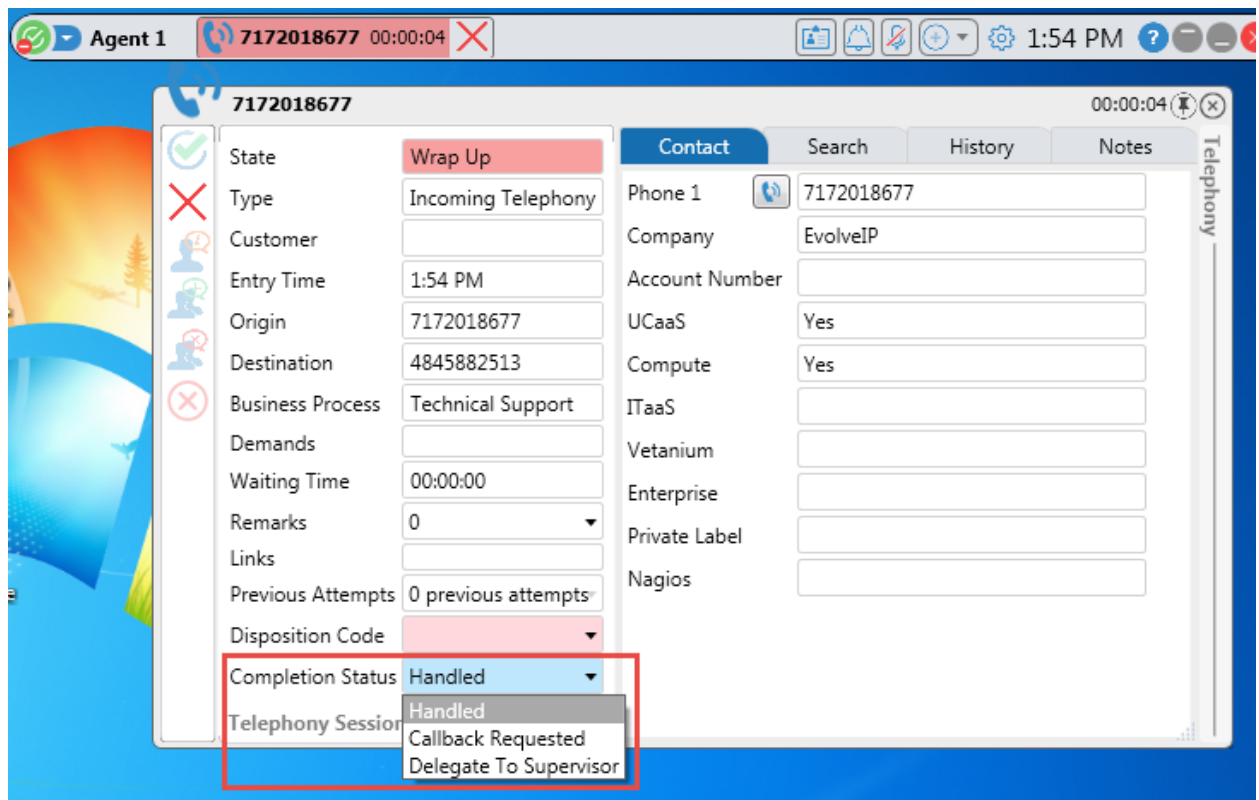 Agent 1 7172018677 00:00:04 1:54 PM ?
7172018677 00:00:04
Telephony
State Wrap Up
Type Incoming Telephony
Customer
Entry Time 1:54 PM
Origin 7172018677
Destination 4845882513
Business Process Technical Support
Demands
Waiting Time 00:00:00
Remarks 0
Links
Previous Attempts 0 previous attempts
Disposition Code
Completion Status Handled
Handled
Callback Requested
Delegate To Supervisor
Telephony Session
Contact Search History Notes
Phone 1 7172018677
Company EvolveIP
Account Number
UCaaS Yes
Compute Yes
ITaaS
Vetanium
Enterprise
Private Label
Nagios